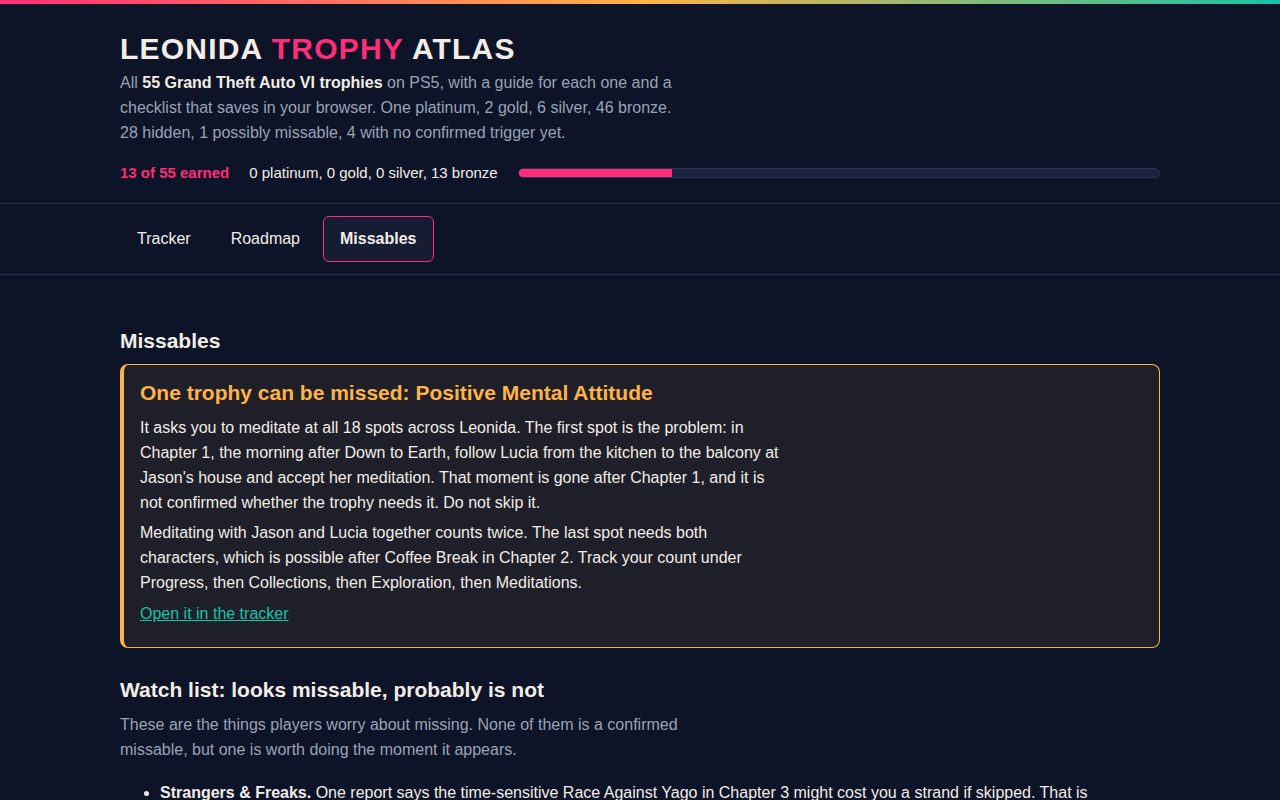 LEONIDA TROPHY ATLAS
All 55 Grand Theft Auto VI trophies on PS5, with a guide for each one and a
checklist that saves in your browser. One platinum, 2 gold, 6 silver, 46 bronze.
28 hidden, 1 possibly missable, 4 with no confirmed trigger yet.
13 of 55 earned 0 platinum, 0 gold, 0 silver, 13 bronze
Tracker Roadmap Missables
Missables
One trophy can be missed: Positive Mental Attitude
It asks you to meditate at all 18 spots across Leonida. The first spot is the problem: in
Chapter 1, the morning after Down to Earth, follow Lucia from the kitchen to the balcony at
Jason's house and accept her meditation. That moment is gone after Chapter 1, and it is
not confirmed whether the trophy needs it. Do not skip it.
Meditating with Jason and Lucia together counts twice. The last spot needs both
characters, which is possible after Coffee Break in Chapter 2. Track your count under
Progress, then Collections, then Exploration, then Meditations.
Open it in the tracker
Watch list: looks missable, probably is not
These are the things players worry about missing. None of them is a confirmed
missable, but one is worth doing the moment it appears.
• Strangers & Freaks. One report says the time-sensitive Race Against Yago in Chapter 3 might cost you a strand if skipped. That is